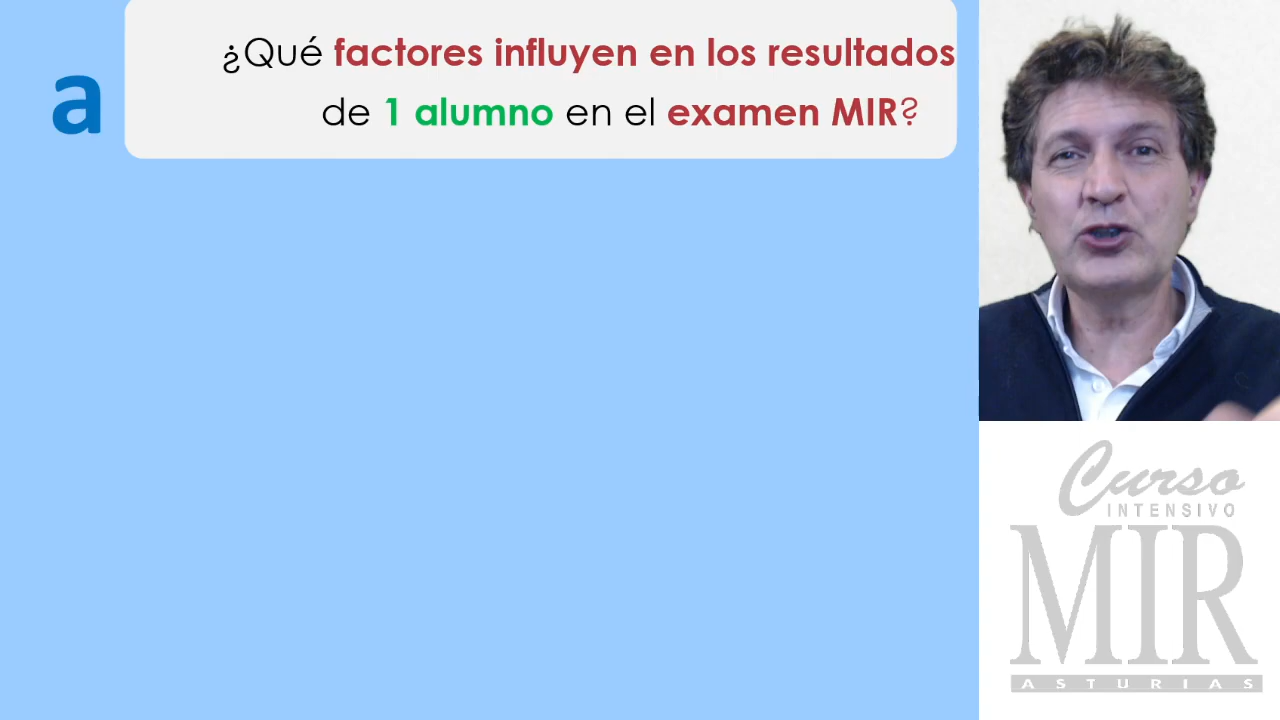 a
¿Qué factores influyen en los resultados
de 1 alumno en el examen MIR?
Curso
INTENSIVO
MIR
ASTURIAS